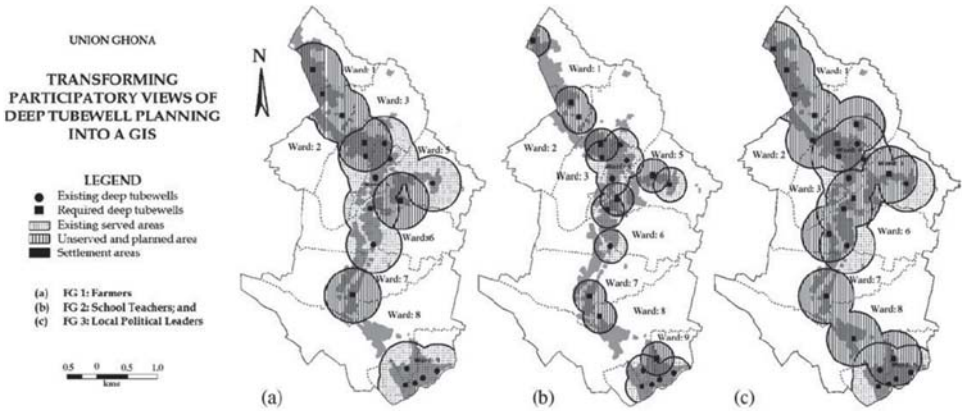 UNION GHONA
TRANSFORMING
PARTICIPATORY VIEWS OF
DEEP TUBEWELL PLANNING
INTO A GIS
LEGEND
Existing deep tubewells
Required deep tubewells
Existing served areas
Unserved and planned area
Settlement areas
(a) FG 1: Farmers
(b) FG 2: School Teachers; and
(c) FG 3: Local Political Leaders
0.5 0 0.5 1.0
kms
N
Ward: 1
Ward: 3
Ward: 2
Ward: 5
Ward: 6
Ward: 7
Ward: 8
(a)
Ward: 1
Ward: 2
Ward: 3
Ward: 5
Ward: 6
Ward: 7
Ward: 8
Ward: 9
(b)
Ward: 1
Ward: 2
Ward: 3
Ward: 6
Ward: 7
Ward: 8
(c)